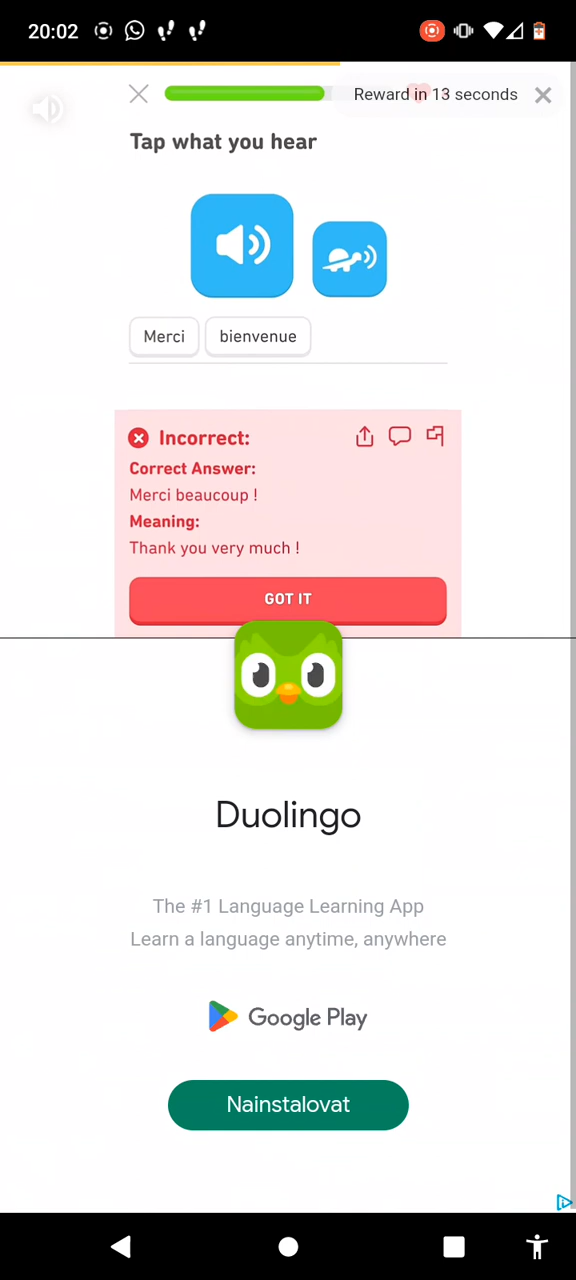 20:02
Reward in 13 seconds
Tap what you hear
Merci bienvenue
Incorrect:
Correct Answer:
Merci beaucoup !
Meaning:
Thank you very much !
GOT IT
Duolingo
The #1 Language Learning App
Learn a language anytime, anywhere
Google Play
Nainstalovat